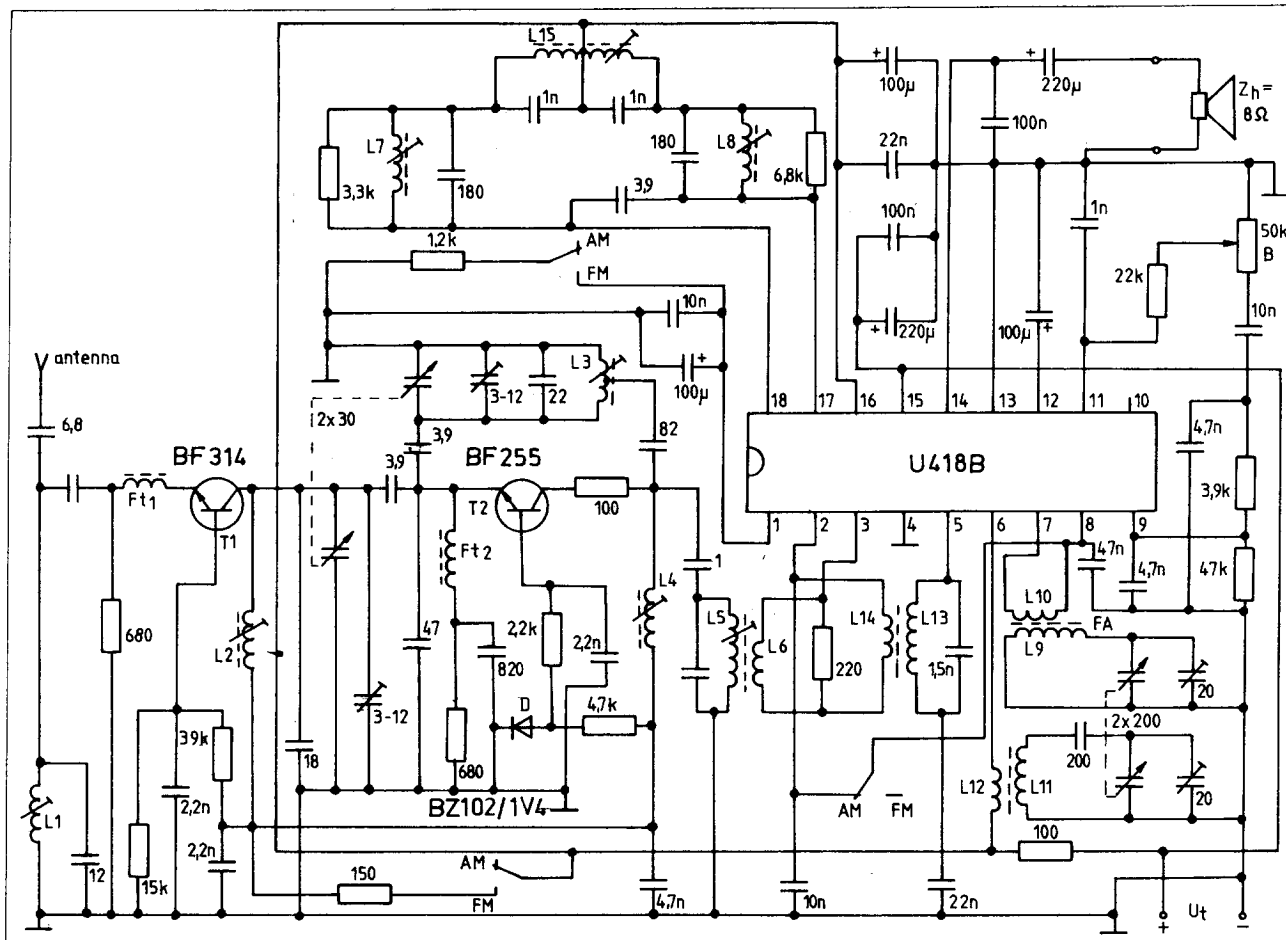 L15
100µ
220µ
Zh=
8Ω
1n
1n
100n
L7
180
L8
22n
3,3k
180
6,8k
3,9
100n
1n
50k
B
1,2k
AM
22k
FM
10n
10n
220µ
100µ
antenna
L3
3-12
22
100µ
18
17
16
15
14
13
12
11
10
2x30
6,8
3,9
82
4,7n
BF314
BF255
U418B
3,9
3,9k
Ft1
T2
100
T1
1
2
3
4
5
6
7
8
9
Ft2
1
47n
4,7n
47k
L4
L10
680
L2
47
2,2k
2,2n
L5
L6
L14
L13
FA
820
220
L9
1,5n
3-12
D
4,7k
20
39k
2x200
18
680
200
L1
2,2n
BZ102/1V4
AM
FM
L12
L11
20
2,2n
AM
100
12
15k
150
FM
4,7n
10n
22n
+
Ut
-